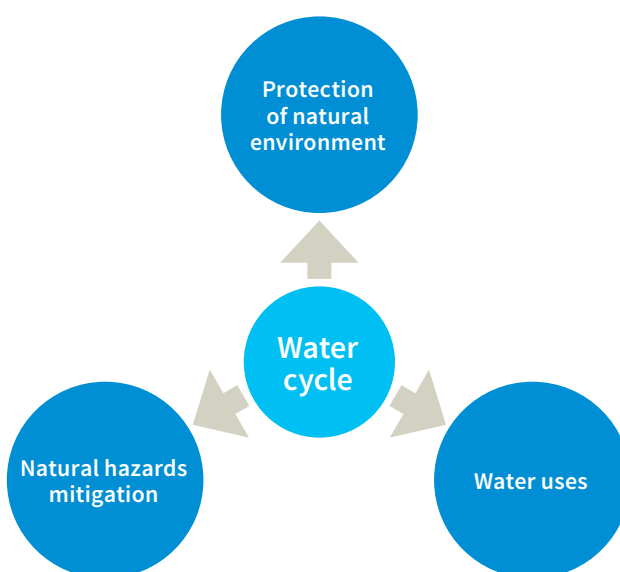 Protection
of natural
environment
Water
cycle
Natural hazards
mitigation
Water uses